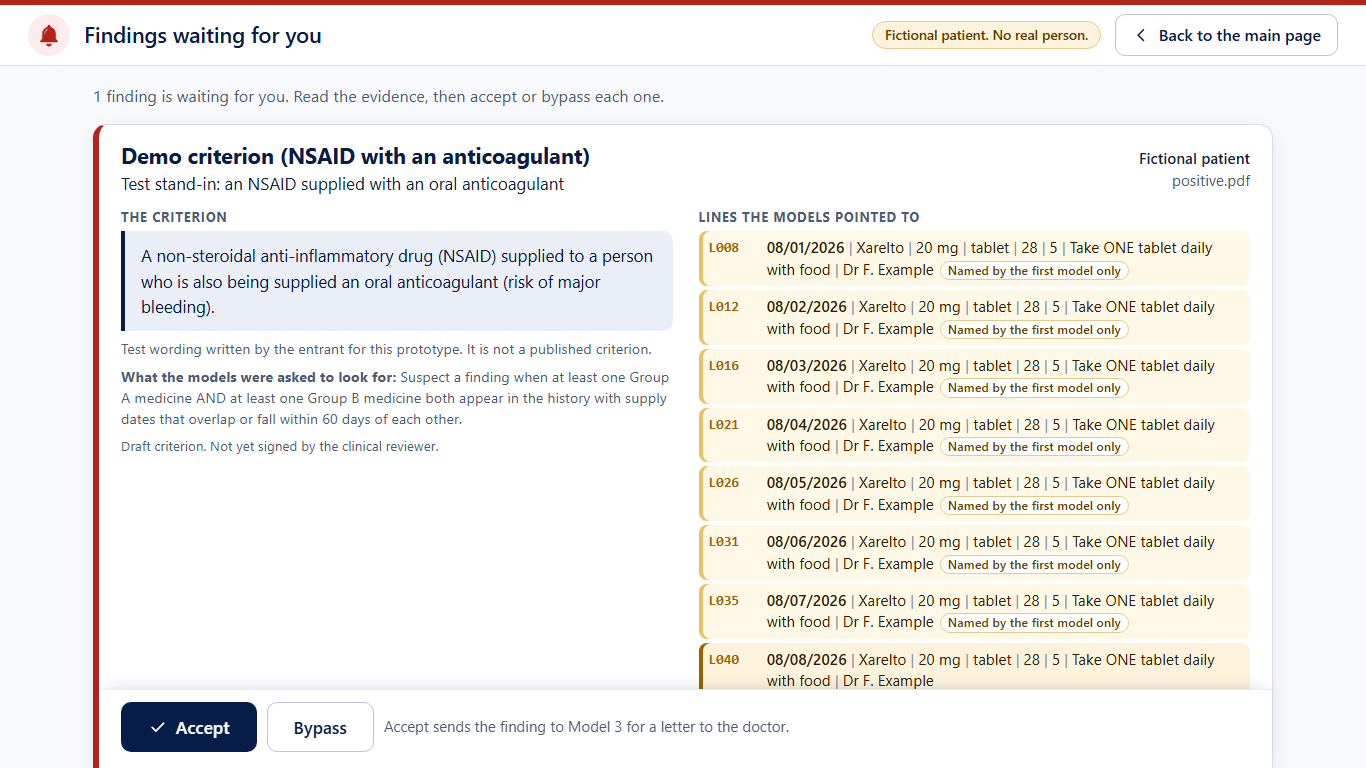 Findings waiting for you
Fictional patient. No real person.
Back to the main page
1 finding is waiting for you. Read the evidence, then accept or bypass each one.
Demo criterion (NSAID with an anticoagulant)
Test stand-in: an NSAID supplied with an oral anticoagulant
Fictional patient
positive.pdf
THE CRITERION
A non-steroidal anti-inflammatory drug (NSAID) supplied to a person
who is also being supplied an oral anticoagulant (risk of major
bleeding).
Test wording written by the entrant for this prototype. It is not a published criterion.
What the models were asked to look for: Suspect a finding when at least one Group
A medicine AND at least one Group B medicine both appear in the history with supply
dates that overlap or fall within 60 days of each other.
Draft criterion. Not yet signed by the clinical reviewer.
LINES THE MODELS POINTED TO
L008 08/01/2026 | Xarelto | 20 mg | tablet | 28 | 5 | Take ONE tablet daily
with food | Dr F. Example Named by the first model only
L012 08/02/2026 | Xarelto | 20 mg | tablet | 28 | 5 | Take ONE tablet daily
with food | Dr F. Example Named by the first model only
L016 08/03/2026 | Xarelto | 20 mg | tablet | 28 | 5 | Take ONE tablet daily
with food | Dr F. Example Named by the first model only
L021 08/04/2026 | Xarelto | 20 mg | tablet | 28 | 5 | Take ONE tablet daily
with food | Dr F. Example Named by the first model only
L026 08/05/2026 | Xarelto | 20 mg | tablet | 28 | 5 | Take ONE tablet daily
with food | Dr F. Example Named by the first model only
L031 08/06/2026 | Xarelto | 20 mg | tablet | 28 | 5 | Take ONE tablet daily
with food | Dr F. Example Named by the first model only
L035 08/07/2026 | Xarelto | 20 mg | tablet | 28 | 5 | Take ONE tablet daily
with food | Dr F. Example Named by the first model only
L040 08/08/2026 | Xarelto | 20 mg | tablet | 28 | 5 | Take ONE tablet daily
with food | Dr F. Example
Accept
Bypass
Accept sends the finding to Model 3 for a letter to the doctor.